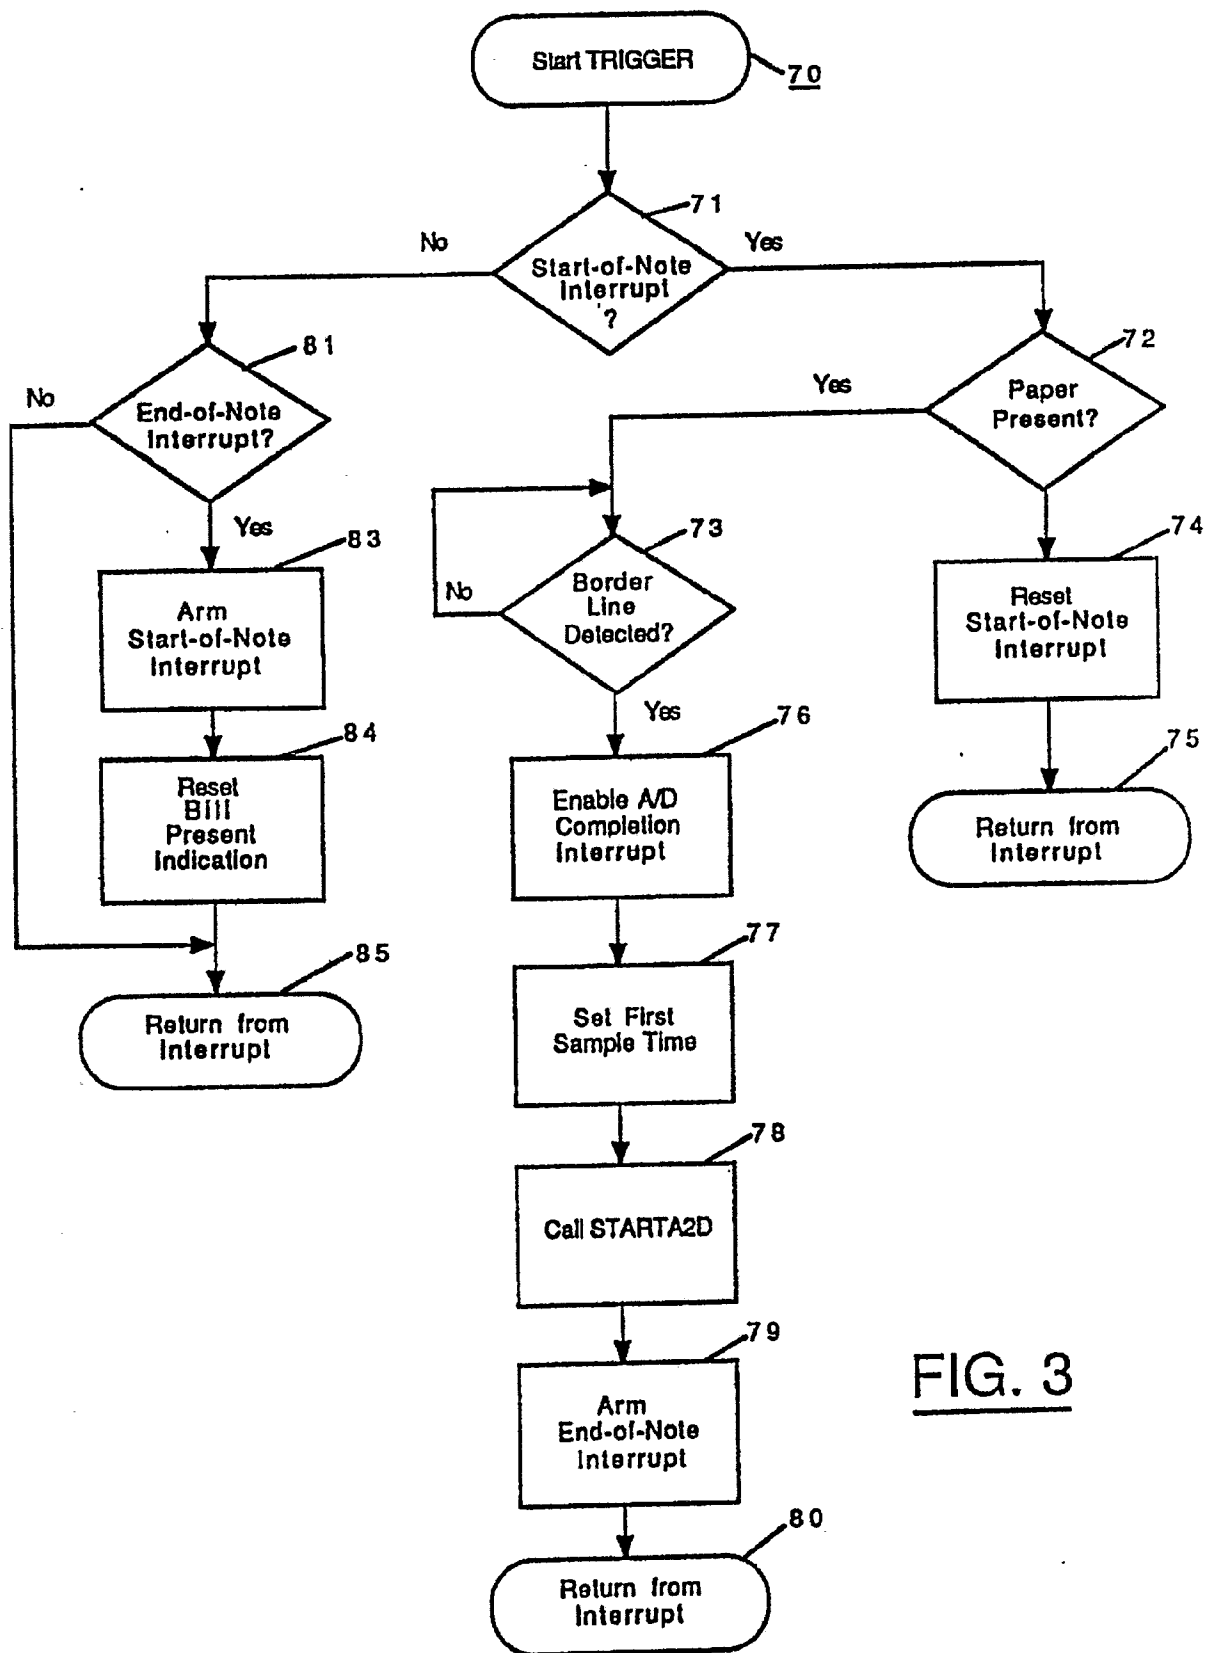 Start TRIGGER
70
71
No
Yes
Start-of-Note
Interrupt
?
81
72
No
End-of-Note
Interrupt?
Yes
Paper
Present?
Yes
83
73
74
Arm
Start-of-Note
Interrupt
No
Border
Line
Detected?
Reset
Start-of-Note
Interrupt
Yes
84
76
75
Reset
Bill
Present
Indication
Enable A/D
Completion
Interrupt
Return from
Interrupt
85
77
Return from
Interrupt
Set First
Sample Time
78
Call STARTA2D
79
Arm
End-of-Note
Interrupt
FIG. 3
80
Return from
Interrupt